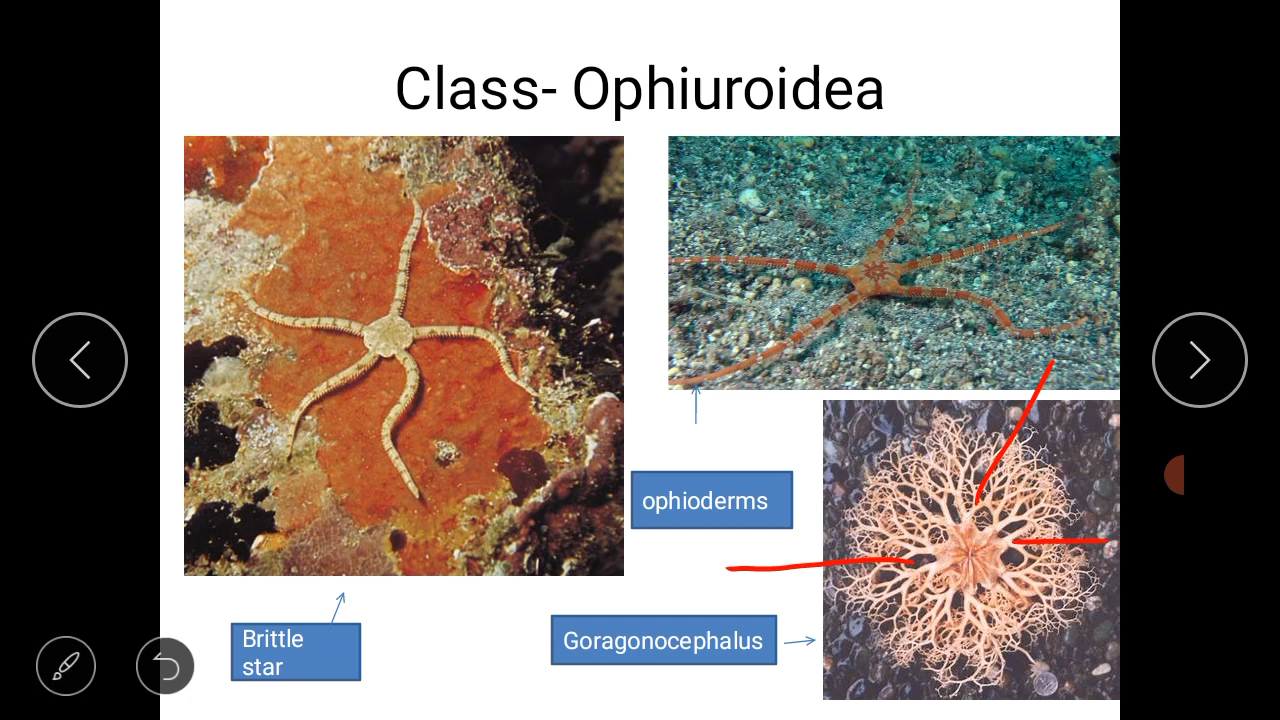 Class- Ophiuroidea
ophioderms
Goragonocephalus
Brittle
star